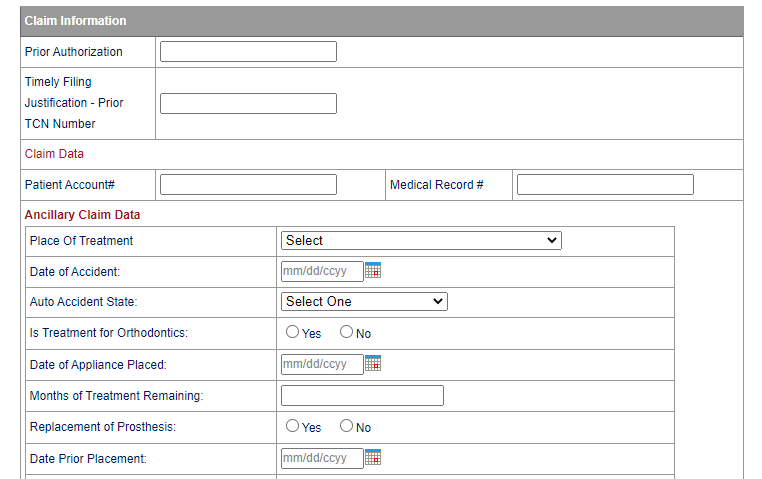 Claim Information
Prior Authorization
Timely Filing
Justification - Prior
TCN Number
Claim Data
Patient Account#
Medical Record #
Ancillary Claim Data
Place Of Treatment
Select
Date of Accident:
mm/dd/ccyy
Auto Accident State:
Select One
Is Treatment for Orthodontics:
Yes
No
Date of Appliance Placed:
mm/dd/ccyy
Months of Treatment Remaining:
Replacement of Prosthesis:
Yes
No
Date Prior Placement:
mm/dd/ccyy